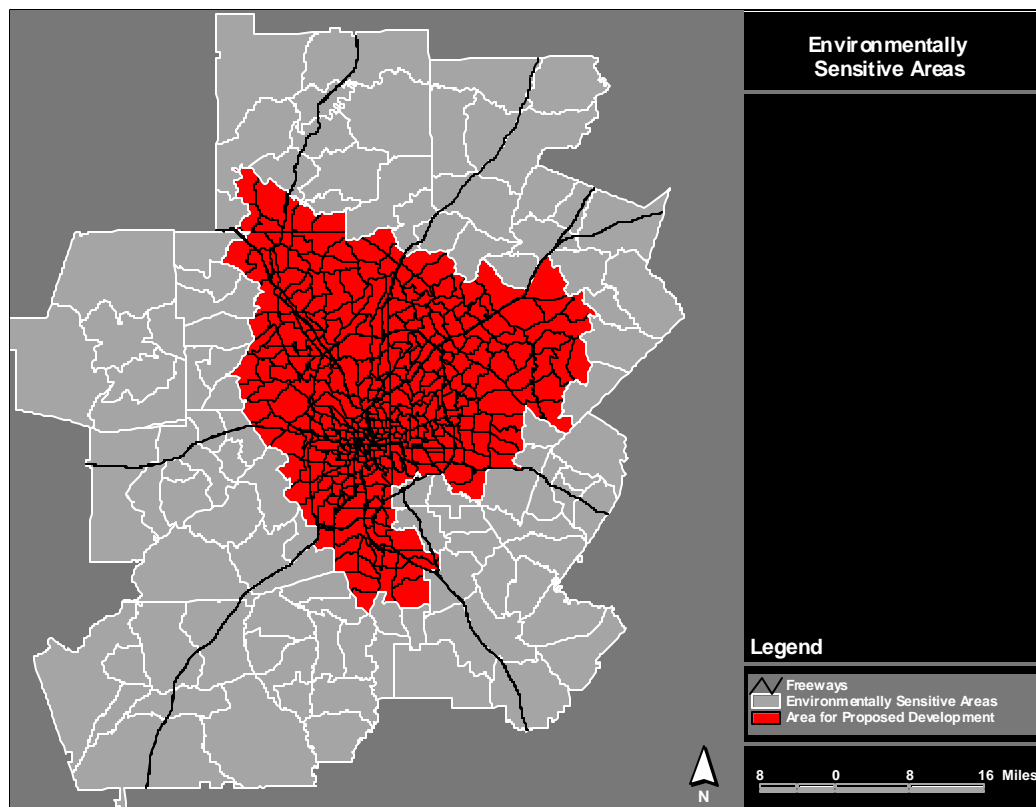 Environmentally
Sensitive Areas
Legend
Freeways
Environmentally Sensitive Areas
Area for Proposed Development
N
8 0 8 16 Miles